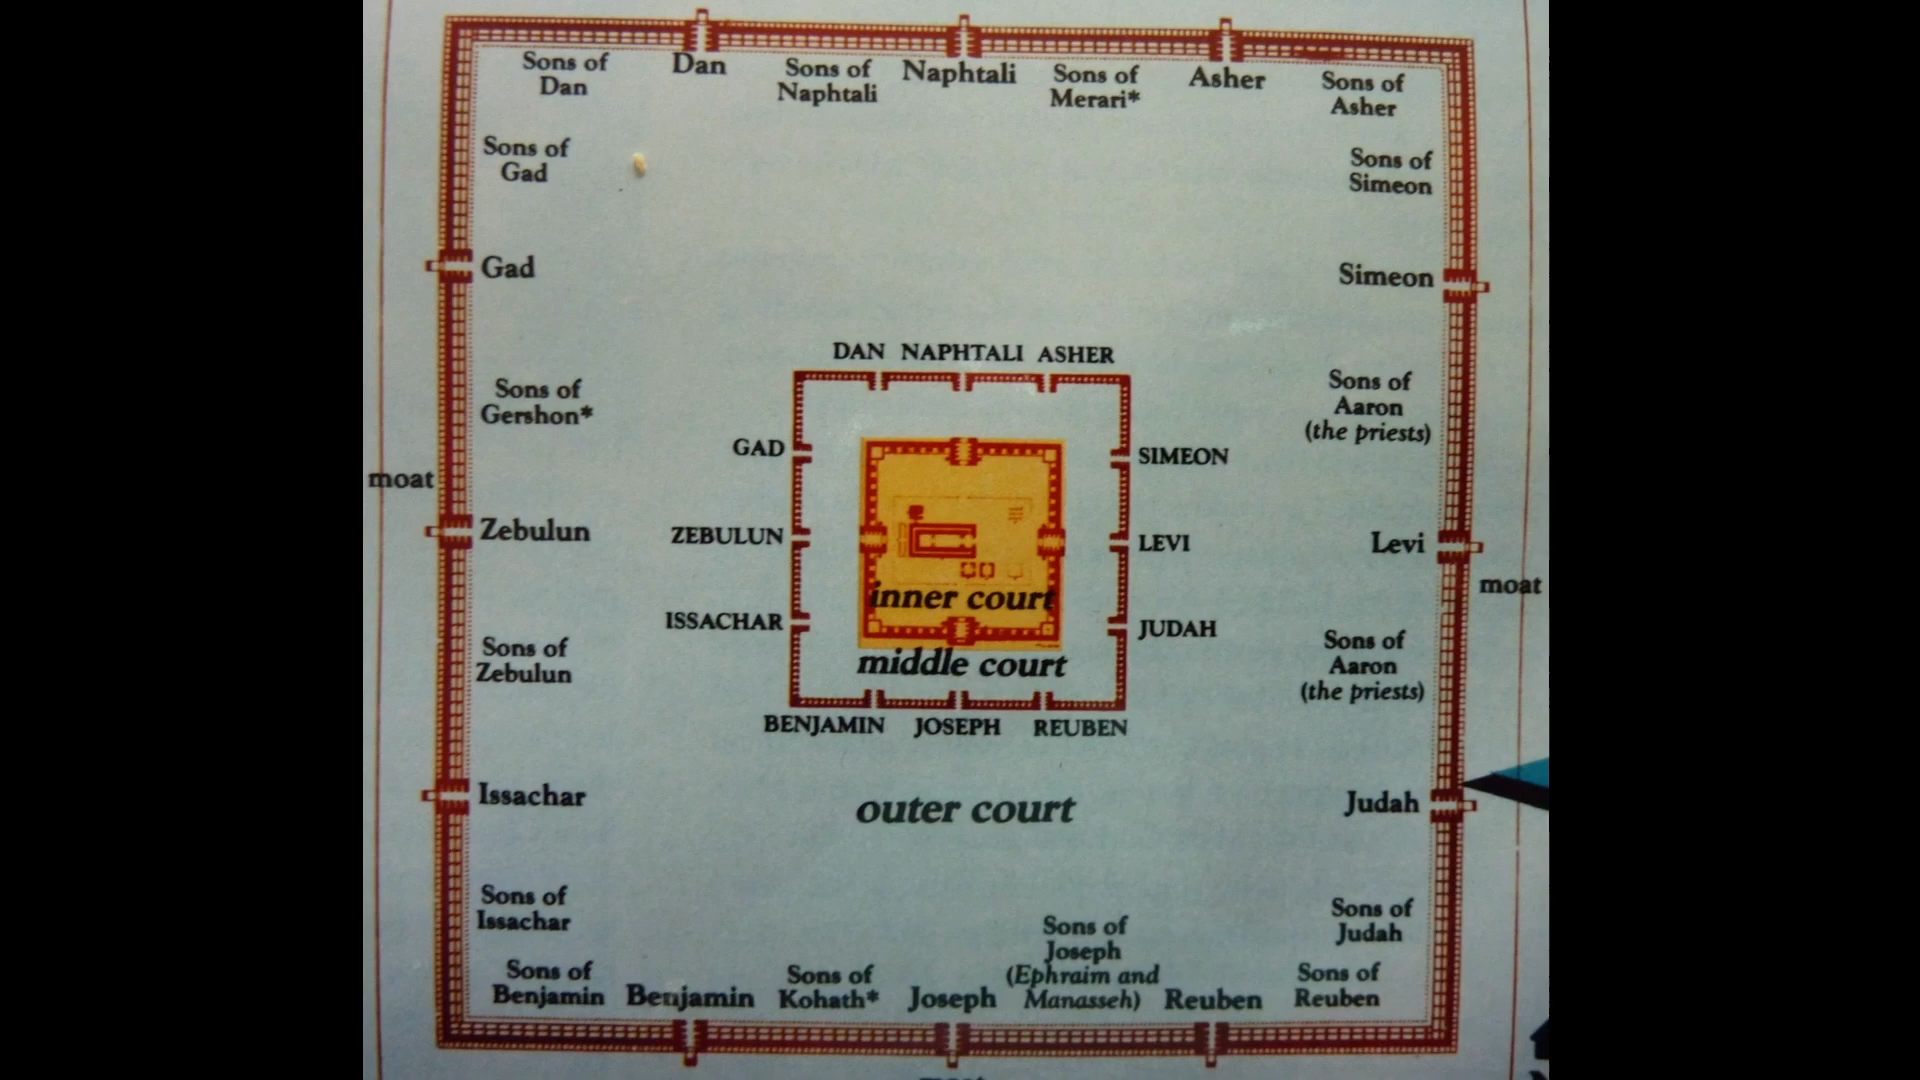 Sons of
Dan
Dan
Sons of
Naphtali
Naphtali
Sons of
Merari*
Asher
Sons of
Asher
Sons of
Gad
Sons of
Simeon
Gad
Simeon
DAN NAPHTALI ASHER
Sons of
Gershon*
Sons of
Aaron
(the priests)
GAD
SIMEON
moat
Zebulun
ZEBULUN
LEVI
Levi
moat
inner court
ISSACHAR
JUDAH
Sons of
Zebulun
middle court
Sons of
Aaron
(the priests)
BENJAMIN JOSEPH REUBEN
Issachar
outer court
Judah
Sons of
Issachar
Sons of
Judah
Sons of
Benjamin
Benjamin
Sons of
Kohath*
Joseph
Sons of
Joseph
(Ephraim and
Manasseh)
Reuben
Sons of
Reuben